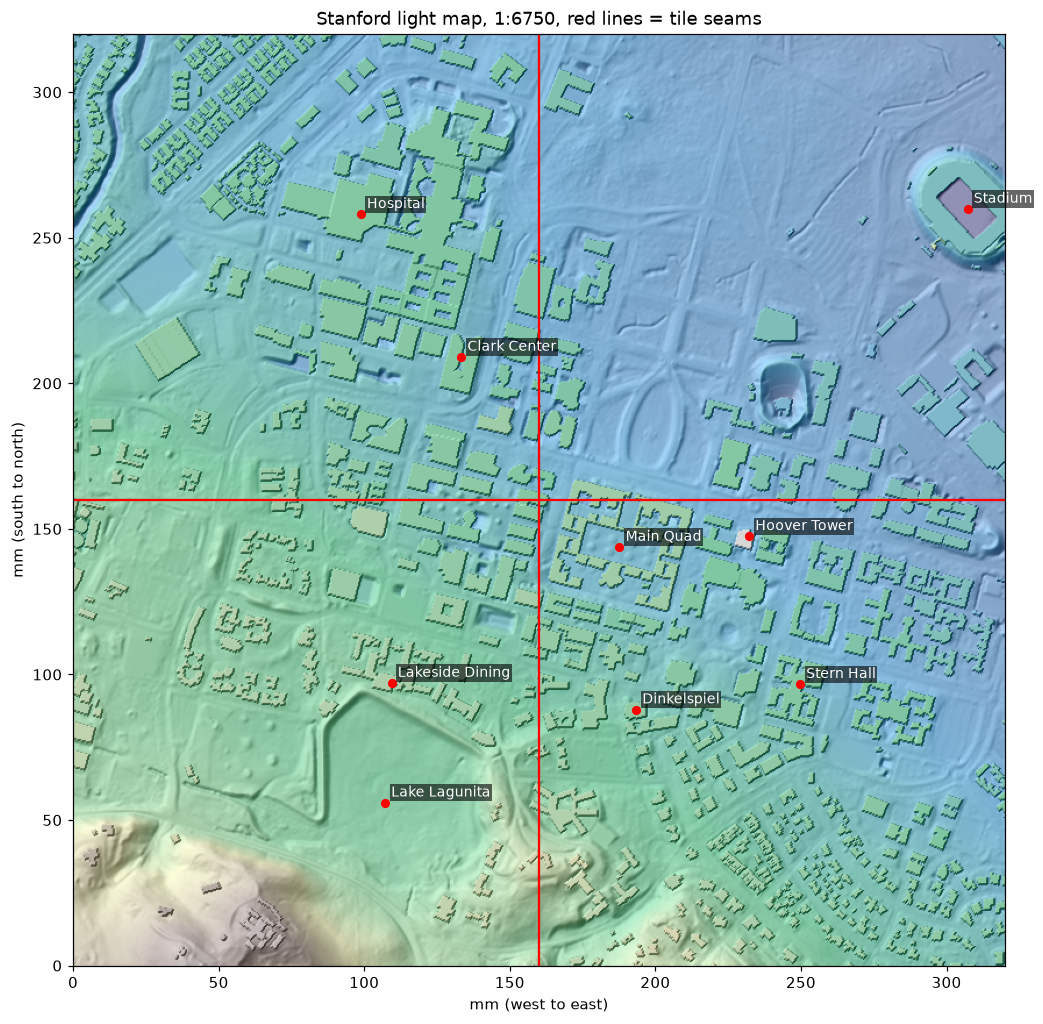 Stanford light map, 1:6750, red lines = tile seams
300
250
200
150
100
50
0
mm (south to north)
Hospital
Stadium
Clark Center
Hoover Tower
Main Quad
Lakeside Dining
Stern Hall
Dinkelspiel
Lake Lagunita
0 50 100 150 200 250 300
mm (west to east)